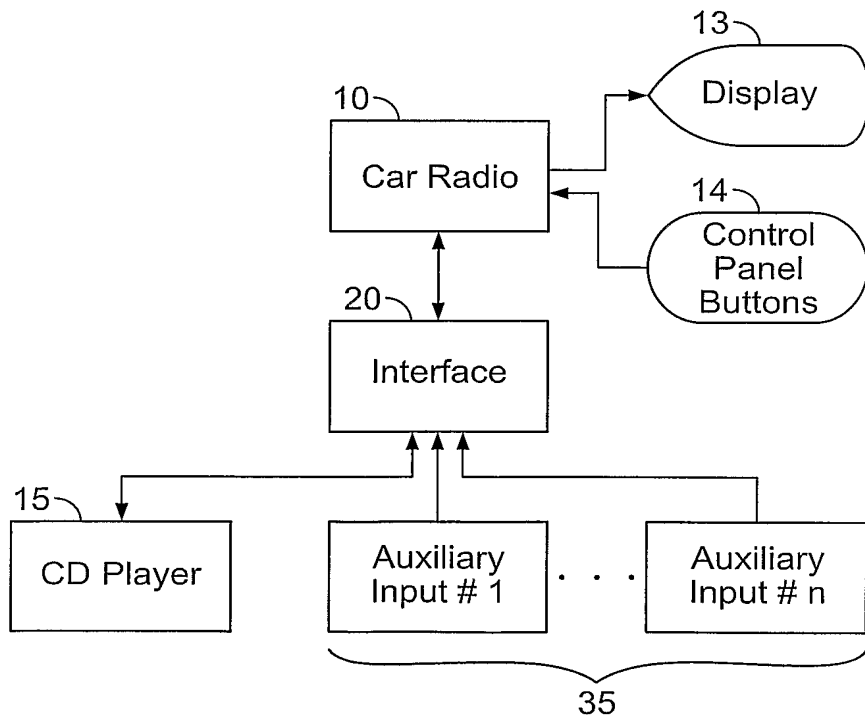 13
Display
10
Car Radio
14
Control
Panel
Buttons
20
Interface
15
CD Player
Auxiliary
Input # 1
. . .
Auxiliary
Input # n
35